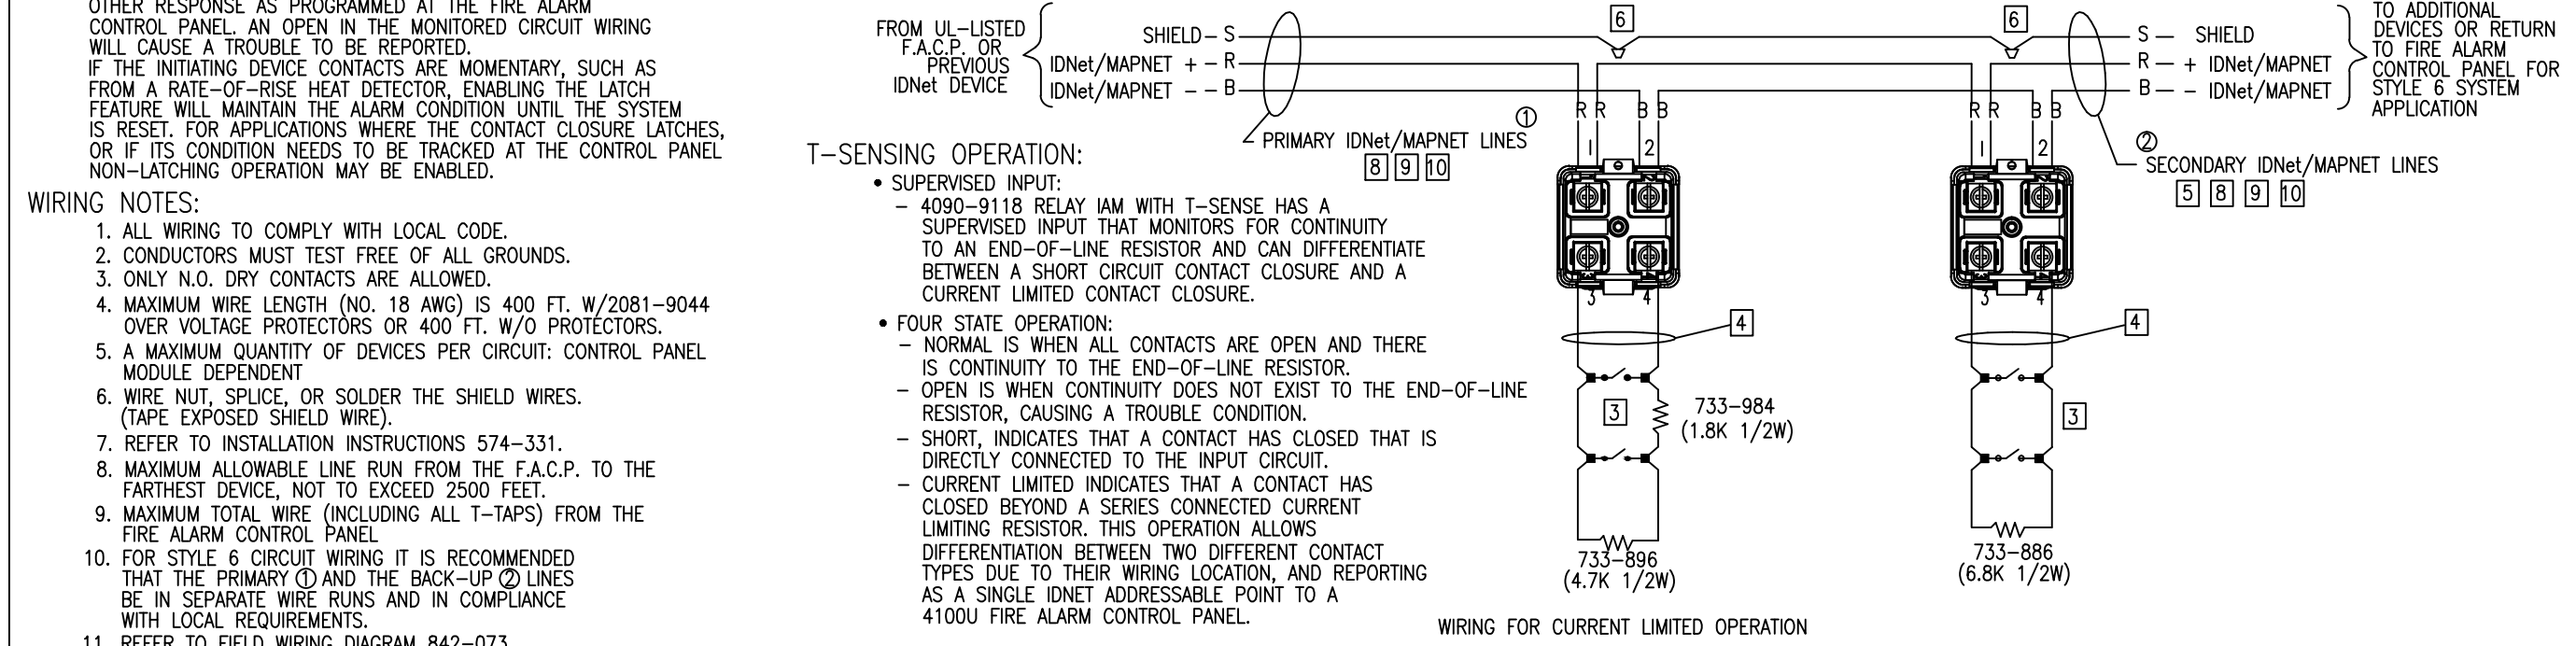 OTHER RESPONSE AS PROGRAMMED AT THE FIRE ALARM
CONTROL PANEL. AN OPEN IN THE MONITORED CIRCUIT WIRING
WILL CAUSE A TROUBLE TO BE REPORTED.
IF THE INITIATING DEVICE CONTACTS ARE MOMENTARY, SUCH AS
FROM A RATE-OF-RISE HEAT DETECTOR, ENABLING THE LATCH
FEATURE WILL MAINTAIN THE ALARM CONDITION UNTIL THE SYSTEM
IS RESET. FOR APPLICATIONS WHERE THE CONTACT CLOSURE LATCHES,
OR IF ITS CONDITION NEEDS TO BE TRACKED AT THE CONTROL PANEL
NON-LATCHING OPERATION MAY BE ENABLED.
WIRING NOTES:
1. ALL WIRING TO COMPLY WITH LOCAL CODE.
2. CONDUCTORS MUST TEST FREE OF ALL GROUNDS.
3. ONLY N.O. DRY CONTACTS ARE ALLOWED.
4. MAXIMUM WIRE LENGTH (NO. 18 AWG) IS 400 FT. W/2081-9044
OVER VOLTAGE PROTECTORS OR 400 FT. W/O PROTECTORS.
5. A MAXIMUM QUANTITY OF DEVICES PER CIRCUIT: CONTROL PANEL
MODULE DEPENDENT
6. WIRE NUT, SPLICE, OR SOLDER THE SHIELD WIRES.
(TAPE EXPOSED SHIELD WIRE).
7. REFER TO INSTALLATION INSTRUCTIONS 574-331.
8. MAXIMUM ALLOWABLE LINE RUN FROM THE F.A.C.P. TO THE
FARTHEST DEVICE, NOT TO EXCEED 2500 FEET.
9. MAXIMUM TOTAL WIRE (INCLUDING ALL T-TAPS) FROM THE
FIRE ALARM CONTROL PANEL
10. FOR STYLE 6 CIRCUIT WIRING IT IS RECOMMENDED
THAT THE PRIMARY ① AND THE BACK-UP ② LINES
BE IN SEPARATE WIRE RUNS AND IN COMPLIANCE
WITH LOCAL REQUIREMENTS.
11. REFER TO FIELD WIRING DIAGRAM 842-073
T-SENSING OPERATION:
• SUPERVISED INPUT:
- 4090-9118 RELAY IAM WITH T-SENSE HAS A
SUPERVISED INPUT THAT MONITORS FOR CONTINUITY
TO AN END-OF-LINE RESISTOR AND CAN DIFFERENTIATE
BETWEEN A SHORT CIRCUIT CONTACT CLOSURE AND A
CURRENT LIMITED CONTACT CLOSURE.
• FOUR STATE OPERATION:
- NORMAL IS WHEN ALL CONTACTS ARE OPEN AND THERE
IS CONTINUITY TO THE END-OF-LINE RESISTOR.
- OPEN IS WHEN CONTINUITY DOES NOT EXIST TO THE END-OF-LINE
RESISTOR, CAUSING A TROUBLE CONDITION.
- SHORT, INDICATES THAT A CONTACT HAS CLOSED THAT IS
DIRECTLY CONNECTED TO THE INPUT CIRCUIT.
- CURRENT LIMITED INDICATES THAT A CONTACT HAS
CLOSED BEYOND A SERIES CONNECTED CURRENT
LIMITING RESISTOR. THIS OPERATION ALLOWS
DIFFERENTIATION BETWEEN TWO DIFFERENT CONTACT
TYPES DUE TO THEIR WIRING LOCATION, AND REPORTING
AS A SINGLE IDNET ADDRESSABLE POINT TO A
4100U FIRE ALARM CONTROL PANEL.
FROM UL-LISTED
F.A.C.P. OR
PREVIOUS
IDNet DEVICE
SHIELD - S
IDNet/MAPNET + - R
IDNet/MAPNET - - B
① PRIMARY IDNet/MAPNET LINES
8 9 10
6
R R B B
1 2
3 4
4
3
733-984
(1.8K 1/2W)
733-896
(4.7K 1/2W)
6
R R B B
1 2
3 4
4
3
733-886
(6.8K 1/2W)
S - SHIELD
R - + IDNet/MAPNET
B - - IDNet/MAPNET
TO ADDITIONAL
DEVICES OR RETURN
TO FIRE ALARM
CONTROL PANEL FOR
STYLE 6 SYSTEM
APPLICATION
② SECONDARY IDNet/MAPNET LINES
5 8 9 10
WIRING FOR CURRENT LIMITED OPERATION